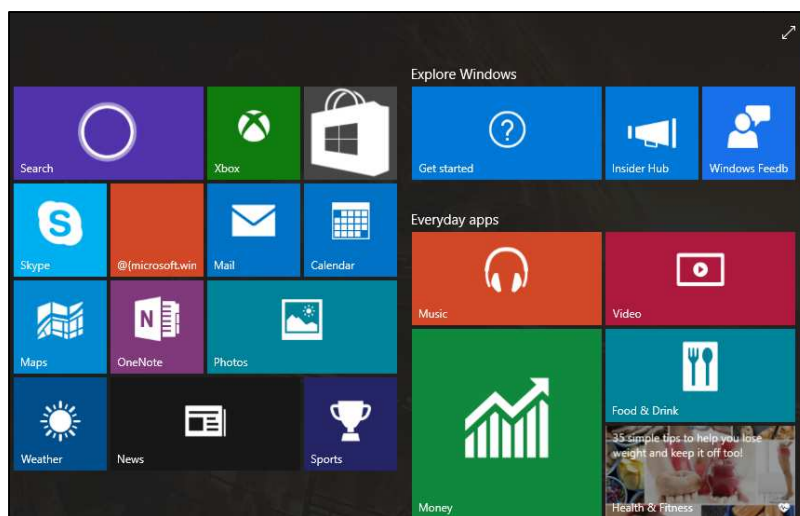 Explore Windows
Search
Xbox
Get started
Insider Hub
Windows Feedb
Skype
@{microsoft.win
Mail
Calendar
Everyday apps
Music
Video
Maps
OneNote
Photos
Food & Drink
Weather
News
Sports
35 simple tips to help you lose
weight and keep it off too!
Money
Health & Fitness